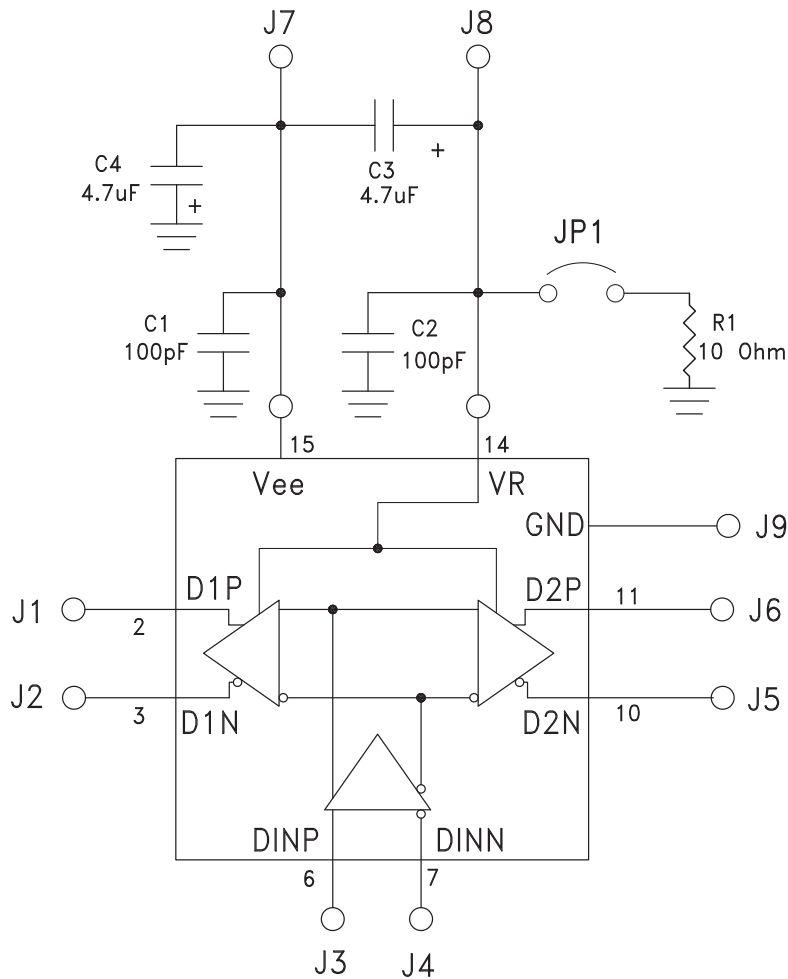 J7
J8
C4
4.7uF
+
C3
4.7uF
+
JP1
C1
100pF
C2
100pF
R1
10 Ohm
15
14
Vee
VR
GND
J9
D1P
D2P
J1
2
11
J6
J2
3
D1N
D2N
10
J5
DINP
DINN
6
7
J3
J4